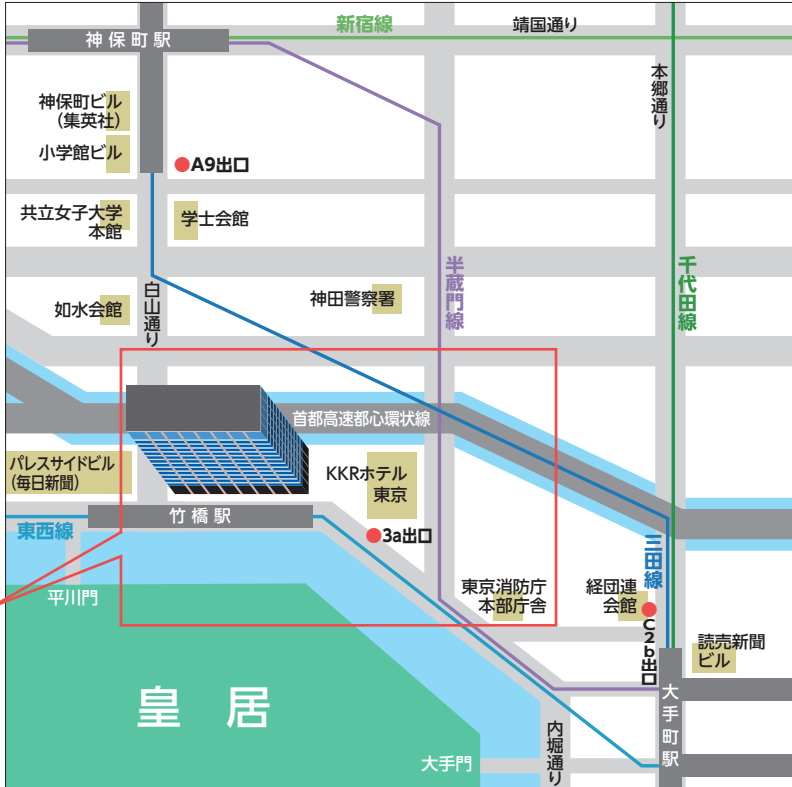 新宿線
靖国通り
神保町駅
本郷通り
神保町ビル
(集英社)
小学館ビル
A9出口
共立女子大学
本館
学士会館
半蔵門線
千代田線
白山通り
神田警察署
如水会館
首都高速都心環状線
パレスサイドビル
(毎日新聞)
KKRホテル
東京
竹橋駅
東西線
3a出口
三田線
平川門
東京消防庁
本部庁舎
経団連
会館
C2b出口
読売新聞
ビル
皇居
大手町駅
内堀通り
大手門